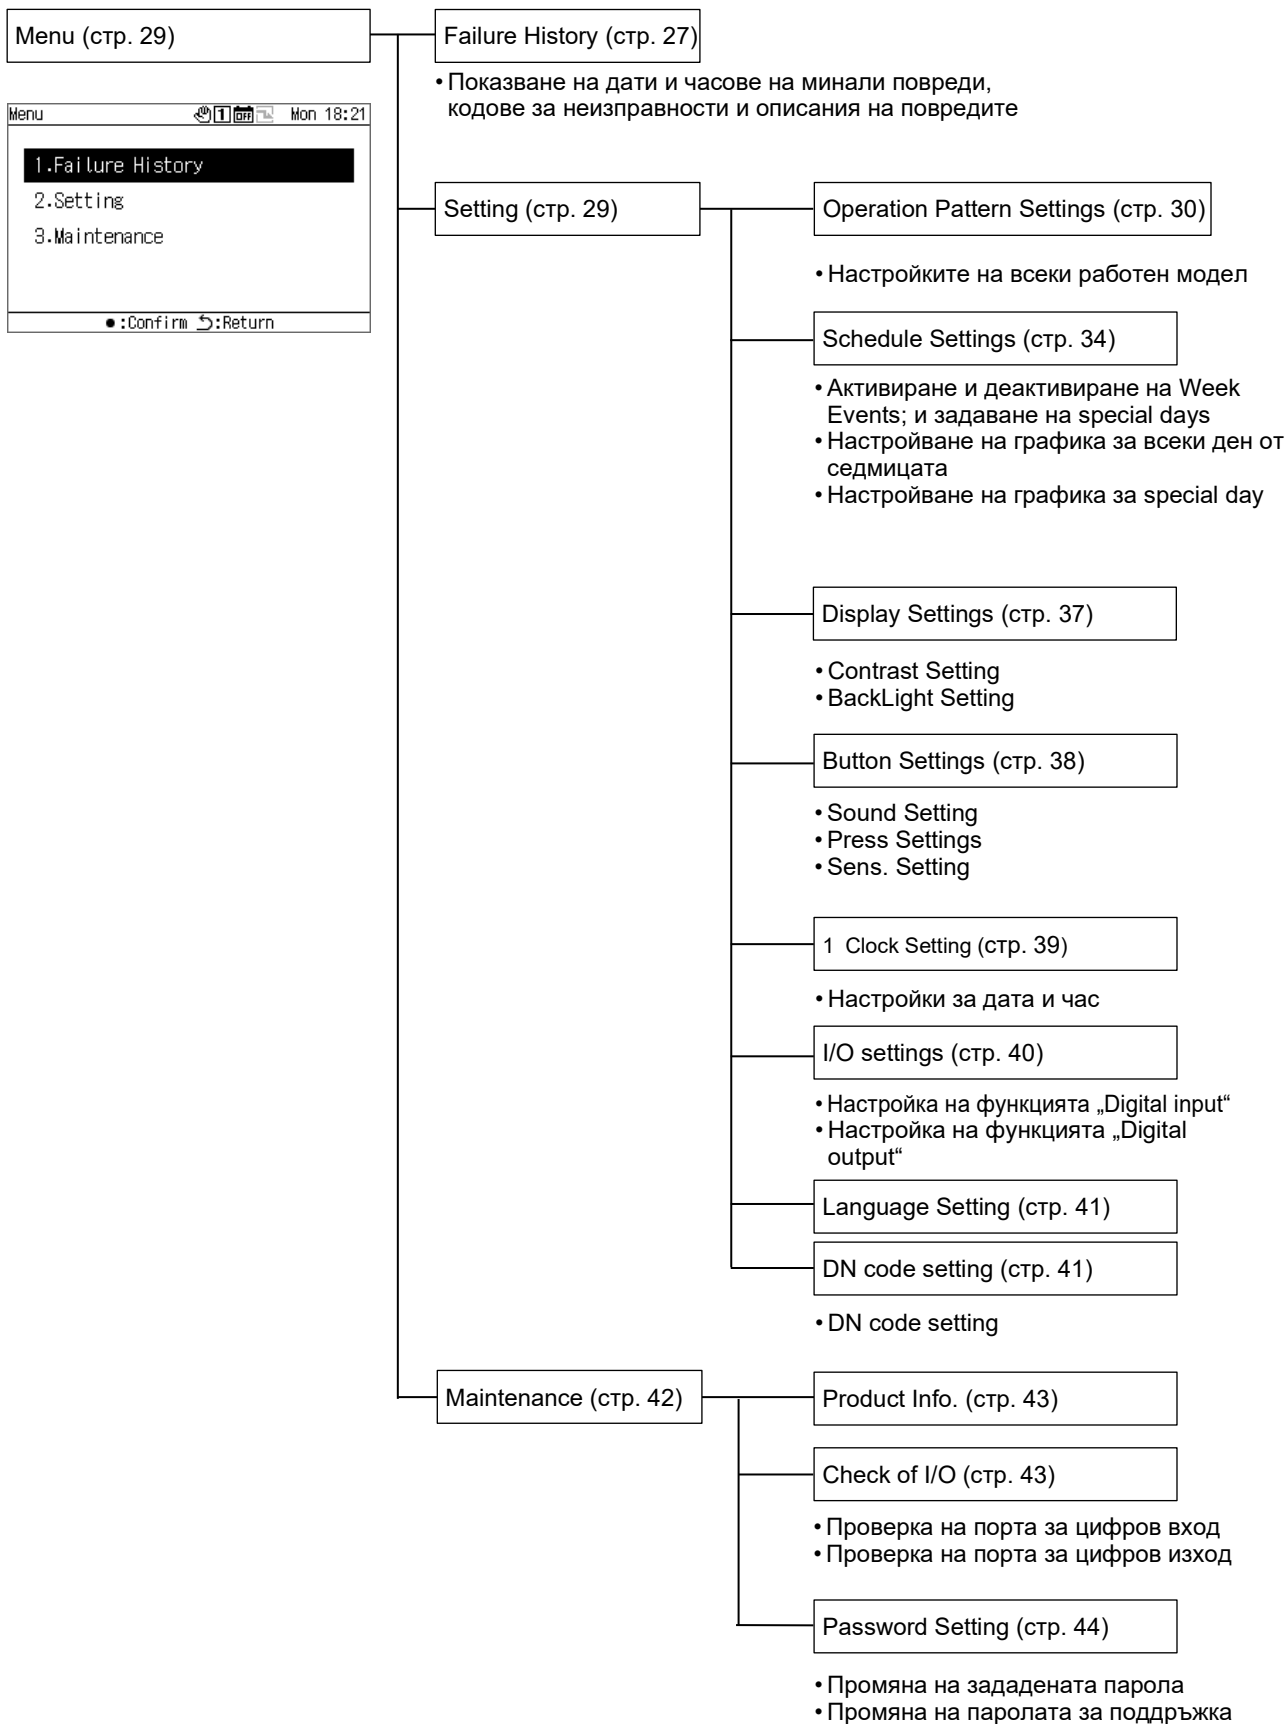 Menu (стр. 29)
Menu 1 OFF Mon 18:21
1.Failure History
2.Setting
3.Maintenance
●:Confirm ⮌:Return
Failure History (стр. 27)
• Показване на дати и часове на минали повреди,
кодове за неизправности и описания на повредите
Setting (стр. 29)
Operation Pattern Settings (стр. 30)
• Настройките на всеки работен модел
Schedule Settings (стр. 34)
• Активиране и деактивиране на Week
Events; и задаване на special days
• Настройване на графика за всеки ден от
седмицата
• Настройване на графика за special day
Display Settings (стр. 37)
• Contrast Setting
• BackLight Setting
Button Settings (стр. 38)
• Sound Setting
• Press Settings
• Sens. Setting
1 Clock Setting (стр. 39)
• Настройки за дата и час
I/O settings (стр. 40)
• Настройка на функцията „Digital input“
• Настройка на функцията „Digital
output“
Language Setting (стр. 41)
DN code setting (стр. 41)
• DN code setting
Maintenance (стр. 42)
Product Info. (стр. 43)
Check of I/O (стр. 43)
• Проверка на порта за цифров вход
• Проверка на порта за цифров изход
Password Setting (стр. 44)
• Промяна на зададената парола
• Промяна на паролата за поддръжка